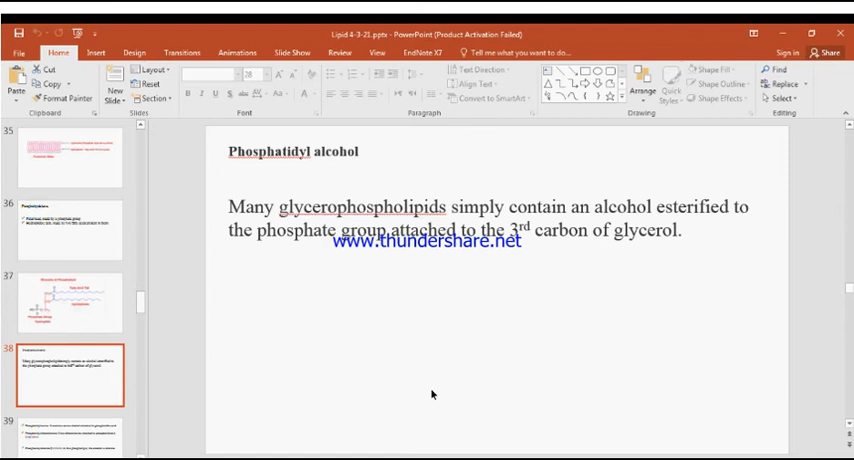 Lipid 4-3-21.pptx - PowerPoint (Product Activation Failed)
File Home Insert Design Transitions Animations Slide Show Review View EndNote X7 Tell me what you want to do... Sign in Share
Cut
Copy
Format Painter
Paste
Clipboard
New Slide
Layout
Reset
Section
Slides
28
B I U S abc AV Aa A
Font
Text Direction
Align Text
Convert to SmartArt
Paragraph
Arrange
Quick Styles
Shape Fill
Shape Outline
Shape Effects
Drawing
Find
Replace
Select
Editing
35
36
37
38
39
Phosphatidyl alcohol
Many glycerophospholipids simply contain an alcohol esterified to
the phosphate group attached to the 3rd carbon of glycerol.
www.thundershare.net